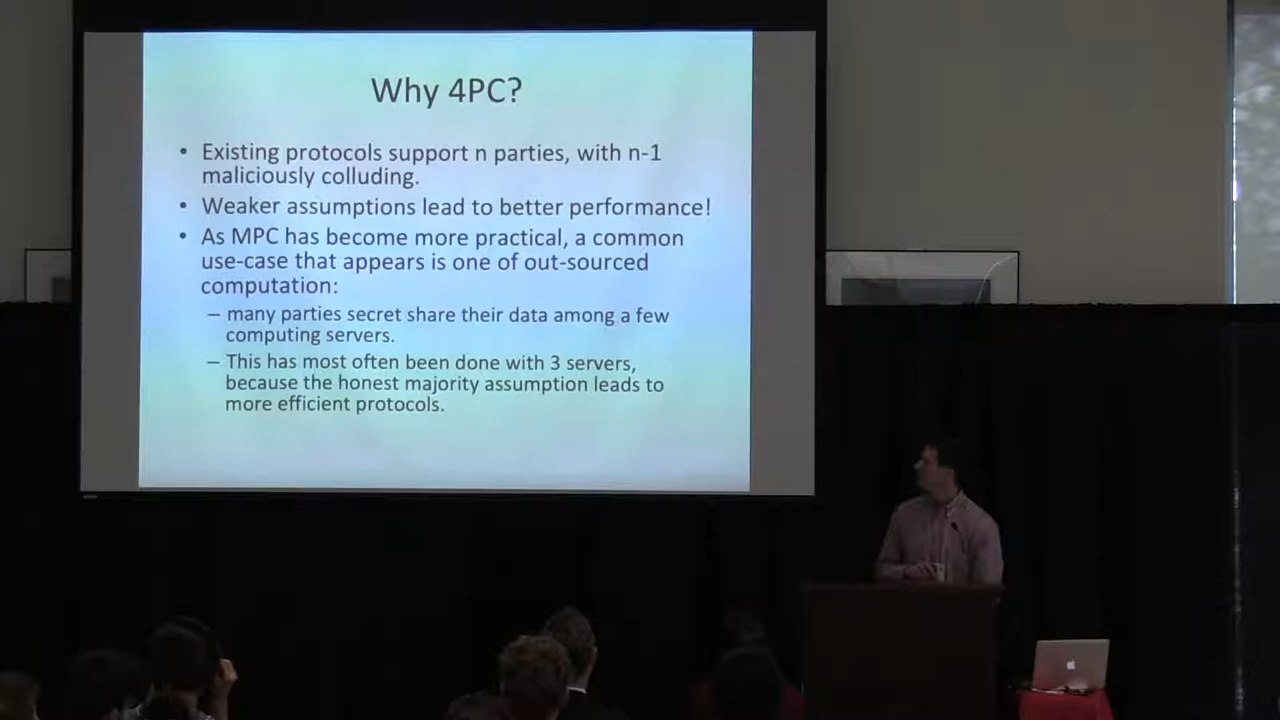 Why 4PC?
• Existing protocols support n parties, with n-1
maliciously colluding.
• Weaker assumptions lead to better performance!
• As MPC has become more practical, a common
use-case that appears is one of out-sourced
computation:
– many parties secret share their data among a few
computing servers.
– This has most often been done with 3 servers,
because the honest majority assumption leads to
more efficient protocols.